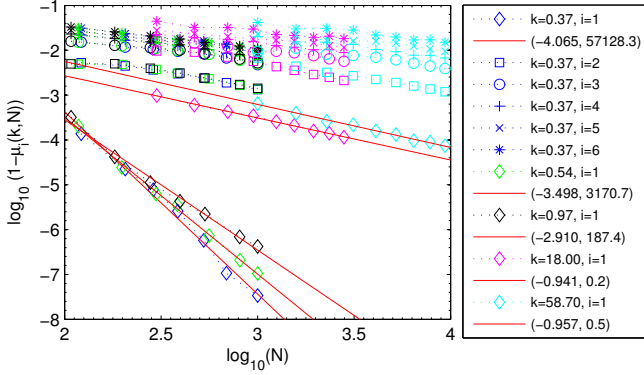 −1
−2
−3
−4
−5
−6
−7
−8
2
2.5
3
3.5
4
log10(N)
log10 (1−μi(k,N))
k=0.37, i=1
(−4.065, 57128.3)
k=0.37, i=2
k=0.37, i=3
k=0.37, i=4
k=0.37, i=5
k=0.37, i=6
k=0.54, i=1
(−3.498, 3170.7)
k=0.97, i=1
(−2.910, 187.4)
k=18.00, i=1
(−0.941, 0.2)
k=58.70, i=1
(−0.957, 0.5)